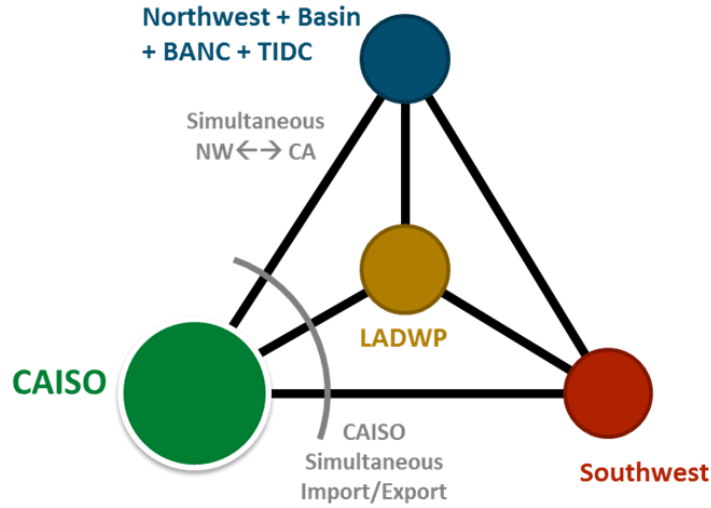 Northwest + Basin
+ BANC + TIDC
Simultaneous
NW←→ CA
LADWP
CAISO
CAISO
Simultaneous
Import/Export
Southwest